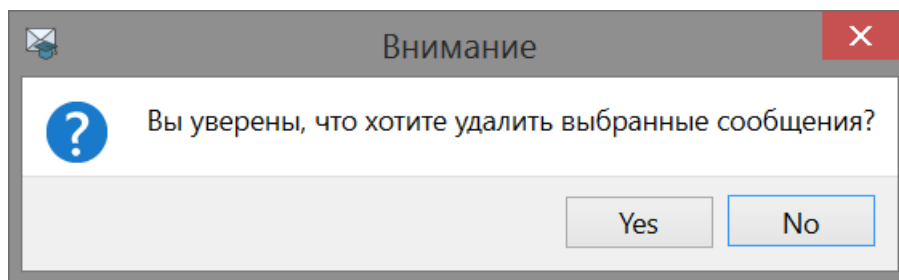 Внимание
Вы уверены, что хотите удалить выбранные сообщения?
Yes No